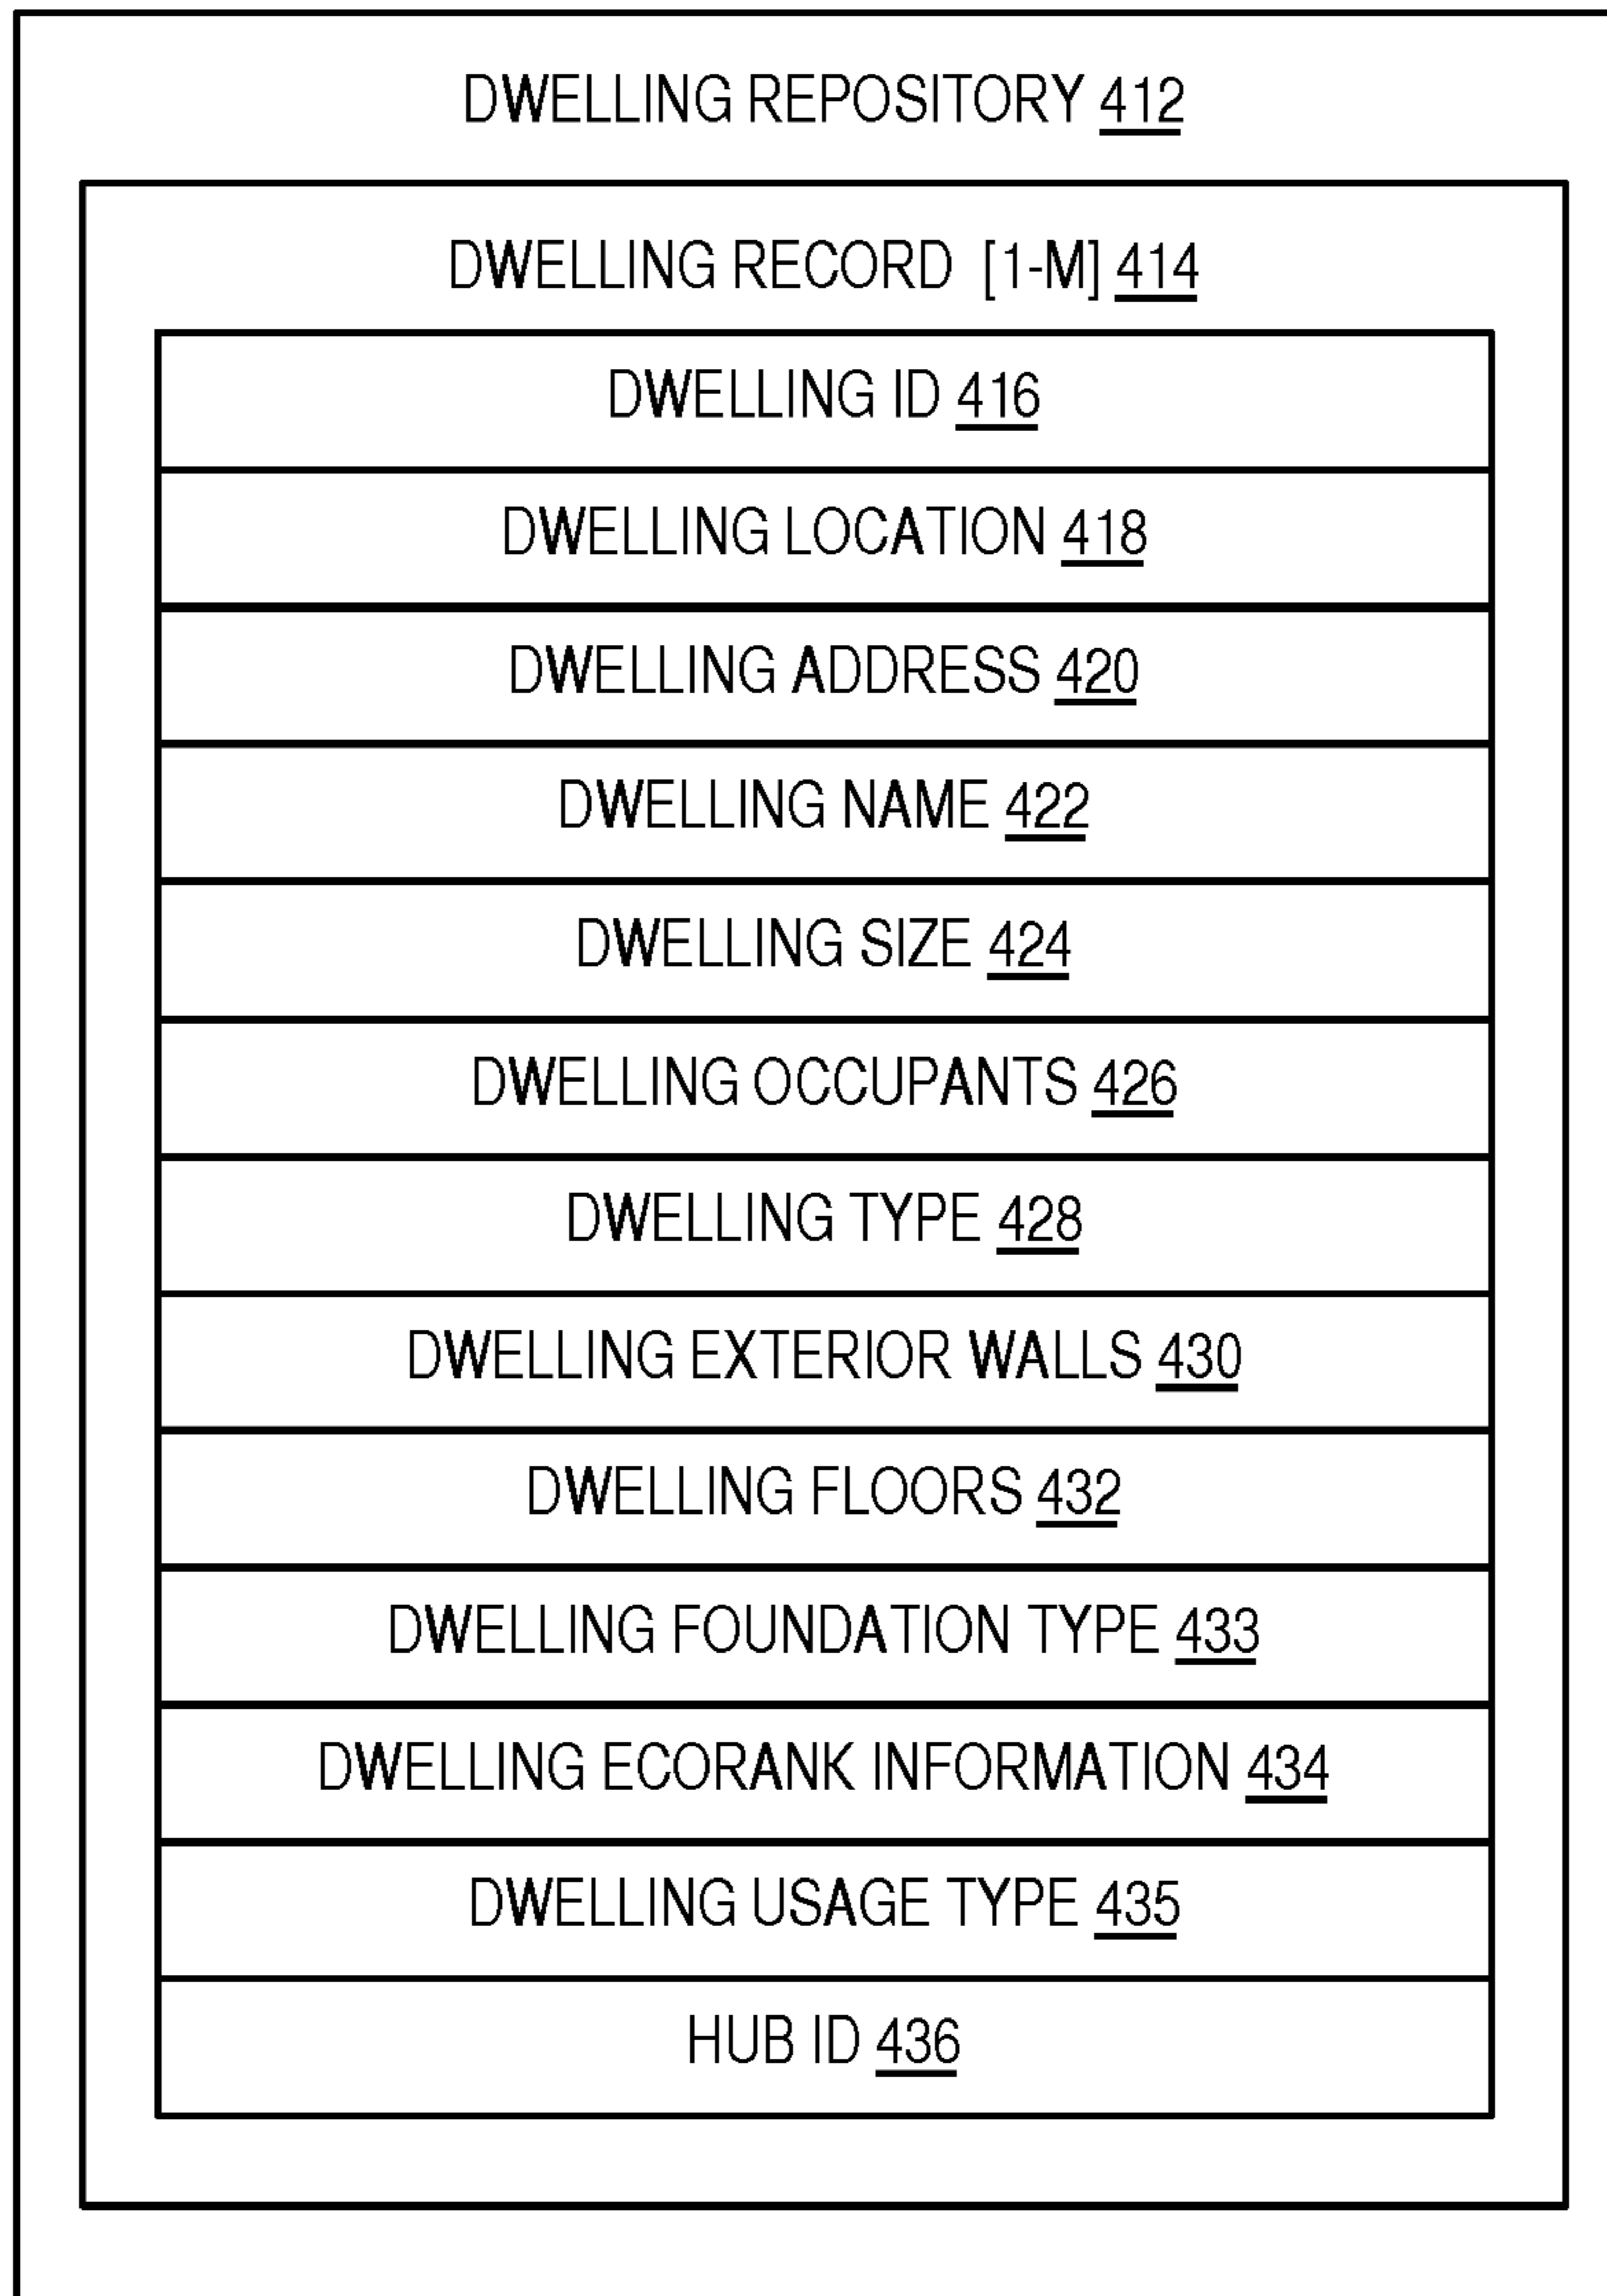 DWELLING REPOSITORY 412
DWELLING RECORD [1-M] 414
DWELLING ID 416
DWELLING LOCATION 418
DWELLING ADDRESS 420
DWELLING NAME 422
DWELLING SIZE 424
DWELLING OCCUPANTS 426
DWELLING TYPE 428
DWELLING EXTERIOR WALLS 430
DWELLING FLOORS 432
DWELLING FOUNDATION TYPE 433
DWELLING ECORANK INFORMATION 434
DWELLING USAGE TYPE 435
HUB ID 436